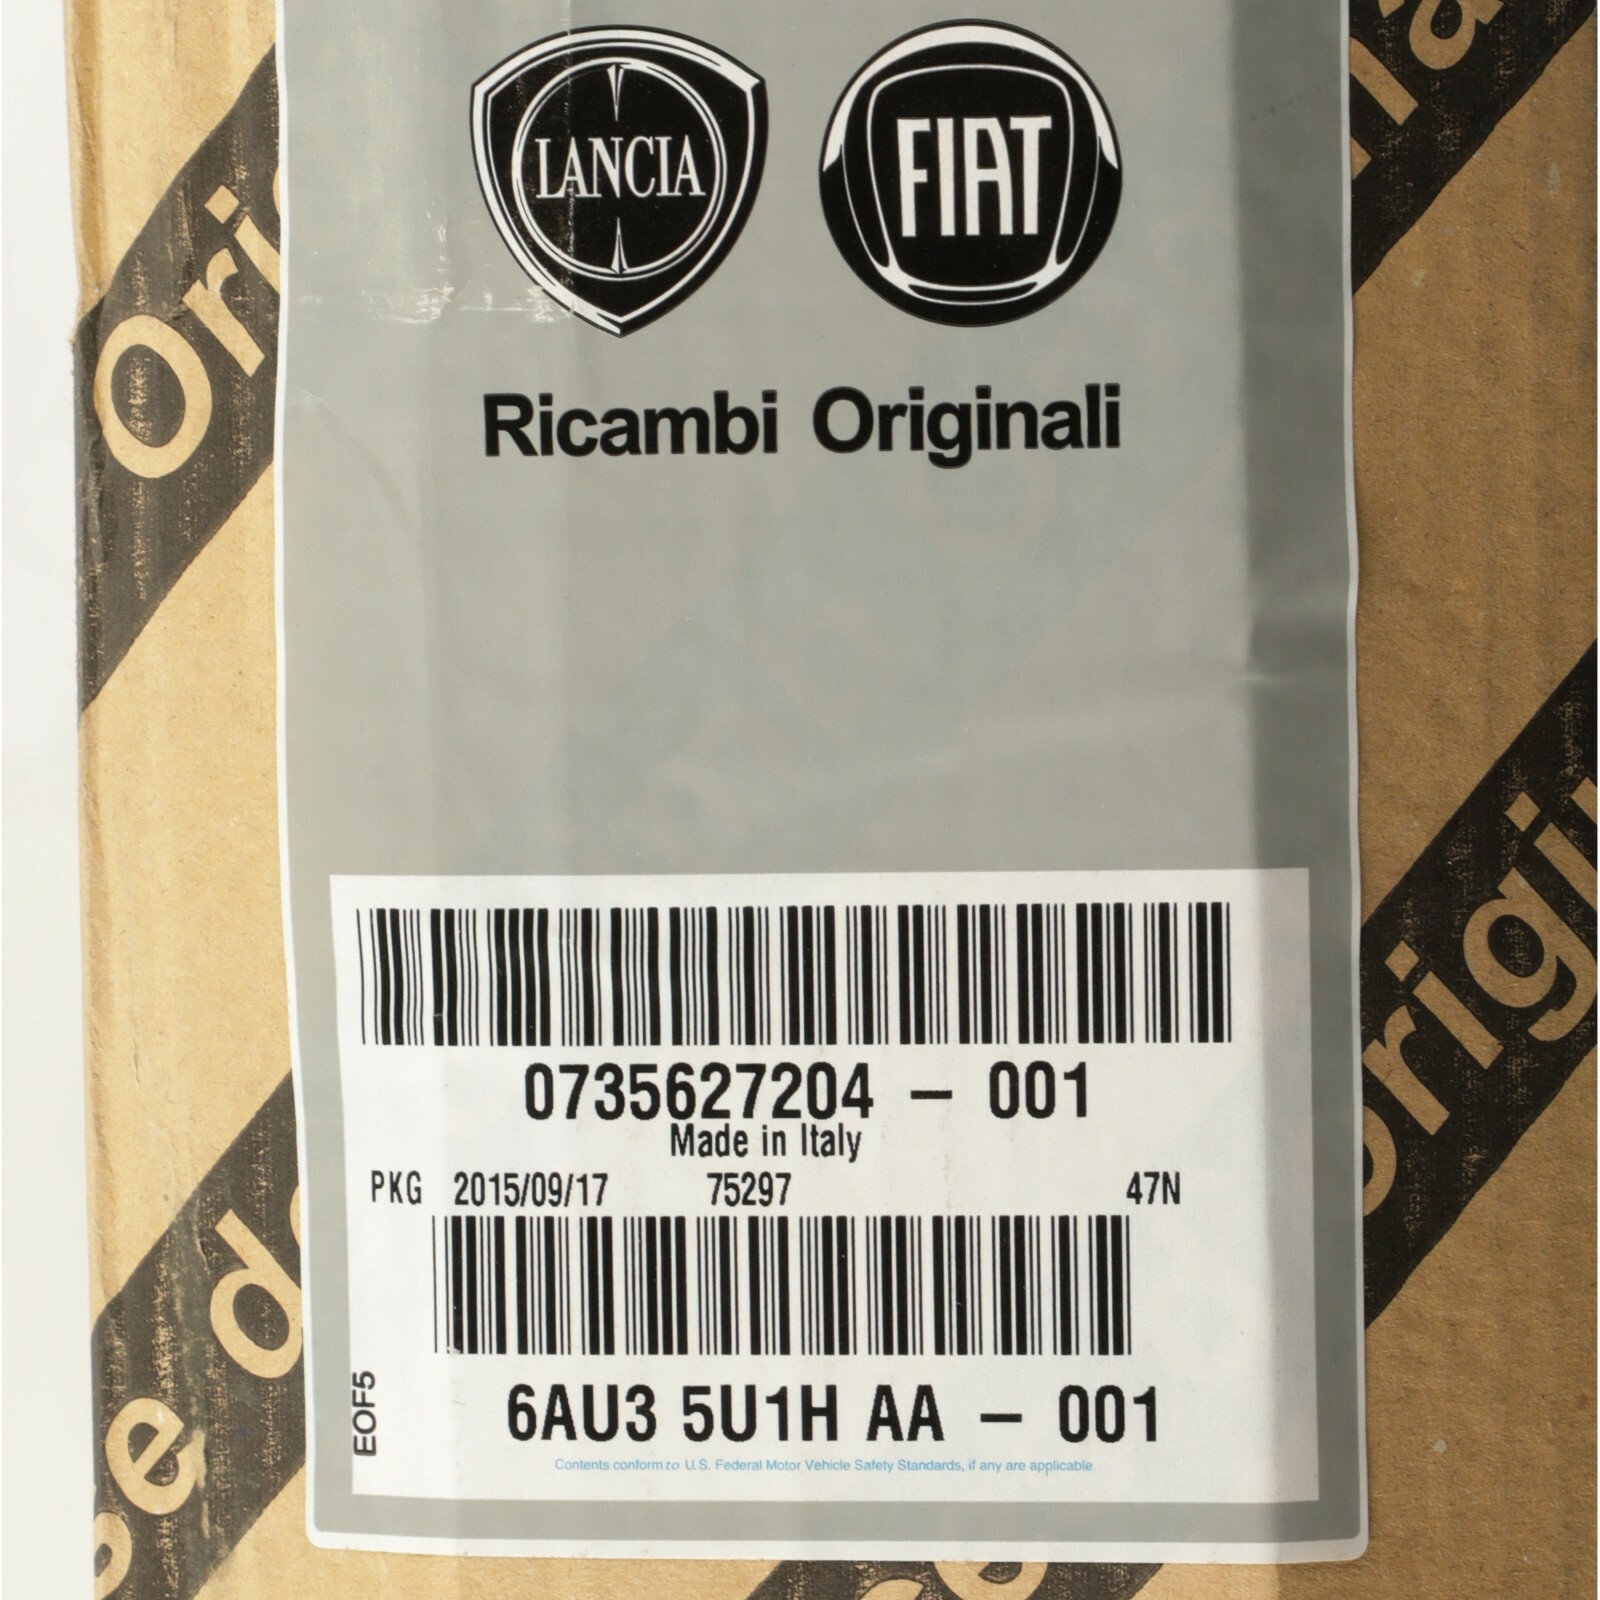 LANCIA FIAT
Ricambi Originali
0735627204 – 001
Made in Italy
PKG 2015/09/17 75297 47N
6AU3 5U1H AA – 001
EOF5
Contents conform to U.S. Federal Motor Vehicle Safety Standards, if any are applicable.